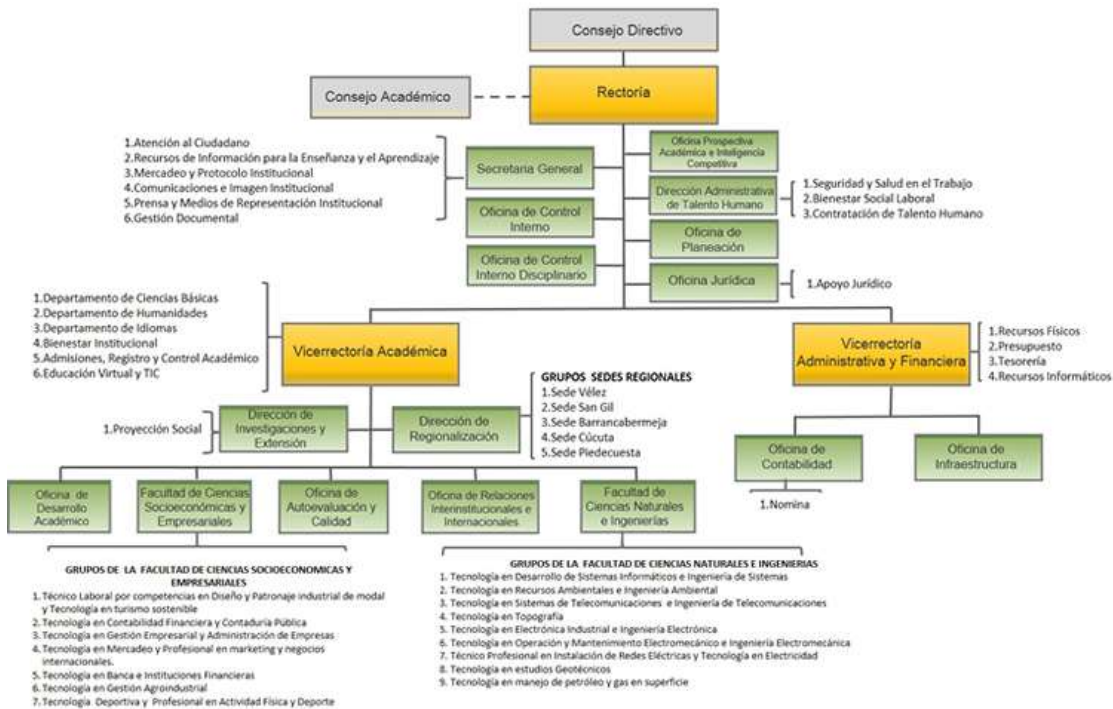 Consejo Directivo
Consejo Académico
Rectoría
1.Atención al Ciudadano
2.Recursos de Información para la Enseñanza y el Aprendizaje
3.Mercadeo y Protocolo Institucional
4.Comunicaciones e Imagen Institucional
5.Prensa y Medios de Representación Institucional
6.Gestión Documental
Secretaria General
Oficina de Control
Interno
Oficina de Control
Interno Disciplinario
Oficina Prospectiva
Académica e Inteligencia
Competitiva
Dirección Administrativa
de Talento Humano
1.Seguridad y Salud en el Trabajo
2.Bienestar Social Laboral
3.Contratación de Talento Humano
Oficina de
Planeación
Oficina Jurídica
1.Apoyo Jurídico
1.Departamento de Ciencias Básicas
2.Departamento de Humanidades
3.Departamento de Idiomas
4.Bienestar Institucional
5.Admisiones, Registro y Control Académico
6.Educación Virtual y TIC
Vicerrectoría Académica
Vicerrectoría
Administrativa y Financiera
1.Recursos Físicos
2.Presupuesto
3.Tesorería
4.Recursos Informáticos
1.Proyección Social
Dirección de
Investigaciones y
Extensión
Dirección de
Regionalización
GRUPOS SEDES REGIONALES
1.Sede Vélez
2.Sede San Gil
3.Sede Barrancabermeja
4.Sede Cúcuta
5.Sede Piedecuesta
Oficina de
Contabilidad
1.Nomina
Oficina de
Infraestructura
Oficina de
Desarrollo
Académico
Facultad de Ciencias
Socioeconómicas y
Empresariales
Oficina de
Autoevaluación y
Calidad
Oficina de Relaciones
Interinstitucionales e
Internacionales
Facultad de
Ciencias Naturales
e Ingenierías
GRUPOS DE LA FACULTAD DE CIENCIAS SOCIOECONOMICAS Y
EMPRESARIALES
1. Técnico Laboral por competencias en Diseño y Patronaje industrial de modal
y Tecnología en turismo sostenible
2. Tecnología en Contabilidad Financiera y Contaduría Pública
3. Tecnología en Gestión Empresarial y Administración de Empresas
4. Tecnología en Mercadeo y Profesional en marketing y negocios
internacionales.
5. Tecnología en Banca e Instituciones Financieras
6. Tecnología en Gestión Agroindustrial
7. Tecnología Deportiva y Profesional en Actividad Física y Deporte
GRUPOS DE LA FACULTAD DE CIENCIAS NATURALES E INGENIERIAS
1. Tecnología en Desarrollo de Sistemas Informáticos e Ingeniería de Sistemas
2. Tecnología en Recursos Ambientales e Ingeniería Ambiental
3. Tecnología en Sistemas de Telecomunicaciones e Ingeniería de Telecomunicaciones
4. Tecnología en Topografía
5. Tecnología en Electrónica Industrial e Ingeniería Electrónica
6. Tecnología en Operación y Mantenimiento Electromecánico e Ingeniería Electromecánica
7. Técnico Profesional en Instalación de Redes Eléctricas y Tecnología en Electricidad
8. Tecnología en estudios Geotécnicos
9. Tecnología en manejo de petróleo y gas en superficie